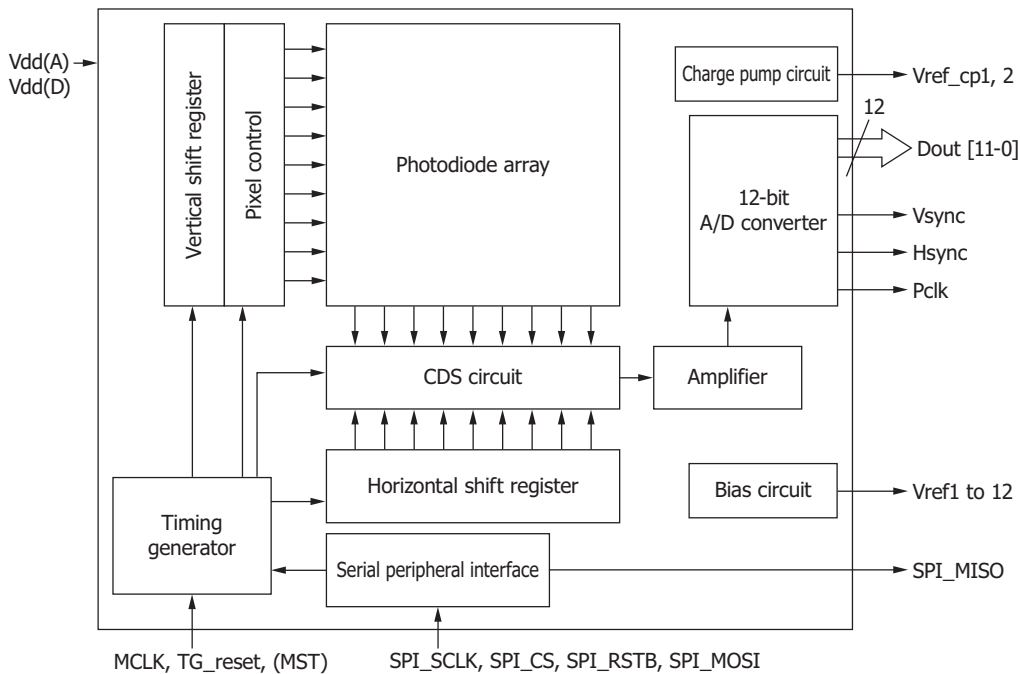 Vdd(A)
Vdd(D)
Vertical shift register
Pixel control
Photodiode array
Charge pump circuit
Vref_cp1, 2
12
Dout [11-0]
12-bit
A/D converter
Vsync
Hsync
Pclk
CDS circuit
Amplifier
Horizontal shift register
Bias circuit
Vref1 to 12
Timing
generator
Serial peripheral interface
SPI_MISO
MCLK, TG_reset, (MST)
SPI_SCLK, SPI_CS, SPI_RSTB, SPI_MOSI